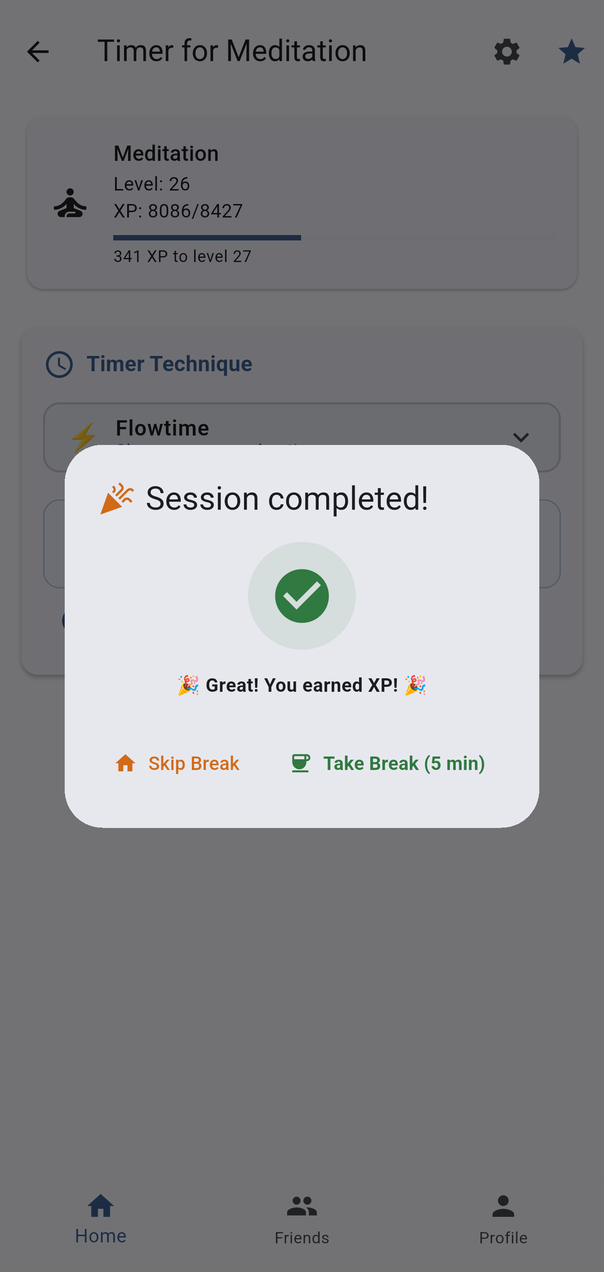 Timer for Meditation
Meditation
Level: 26
XP: 8086/8427
341 XP to level 27
Timer Technique
Flowtime
Session completed!
Great! You earned XP!
Skip Break
Take Break (5 min)
Home
Friends
Profile